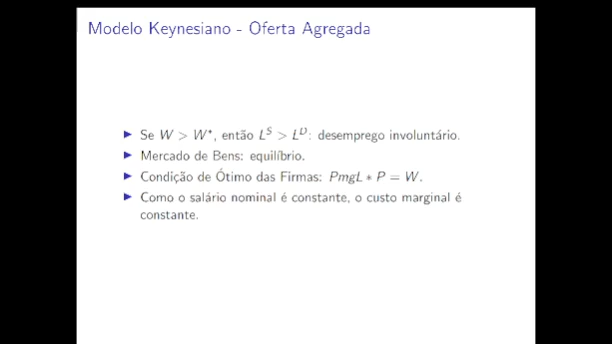 Modelo Keynesiano - Oferta Agregada
Se W > W*, então L^S > L^D: desemprego involuntário.
Mercado de Bens: equilíbrio.
Condição de Ótimo das Firmas: PmgL * P = W.
Como o salário nominal é constante, o custo marginal é
constante.